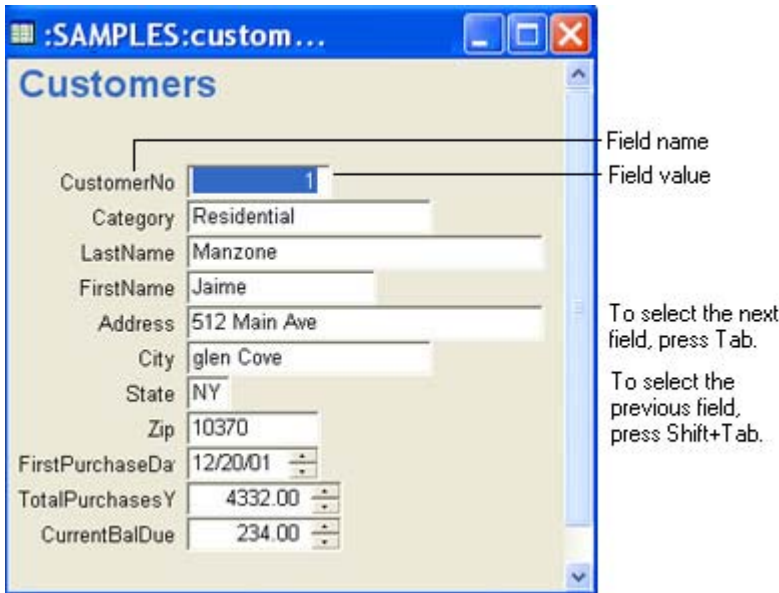 :SAMPLES:custom...
Customers
Field name
CustomerNo 1 Field value
Category Residential
LastName Manzone
FirstName Jaime
Address 512 Main Ave
City glen Cove
State NY
Zip 10370
FirstPurchaseDa 12/20/01
TotalPurchasesY 4332.00
CurrentBalDue 234.00
To select the next
field, press Tab.
To select the
previous field,
press Shift+Tab.